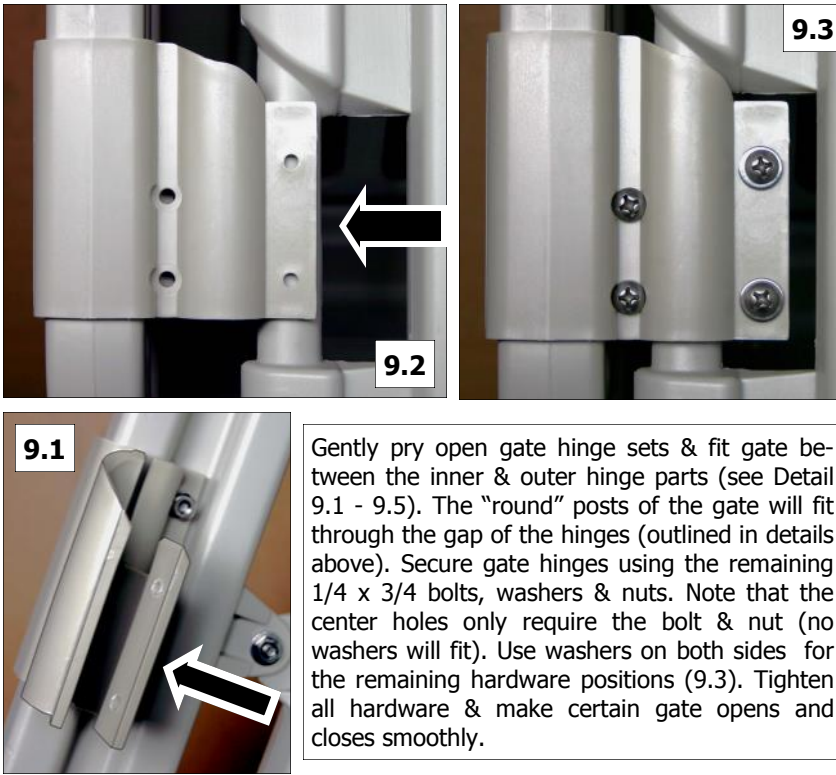 9.2
9.3
9.1
Gently pry open gate hinge sets & fit gate be-
tween the inner & outer hinge parts (see Detail
9.1 - 9.5). The “round” posts of the gate will fit
through the gap of the hinges (outlined in details
above). Secure gate hinges using the remaining
1/4 x 3/4 bolts, washers & nuts. Note that the
center holes only require the bolt & nut (no
washers will fit). Use washers on both sides for
the remaining hardware positions (9.3). Tighten
all hardware & make certain gate opens and
closes smoothly.